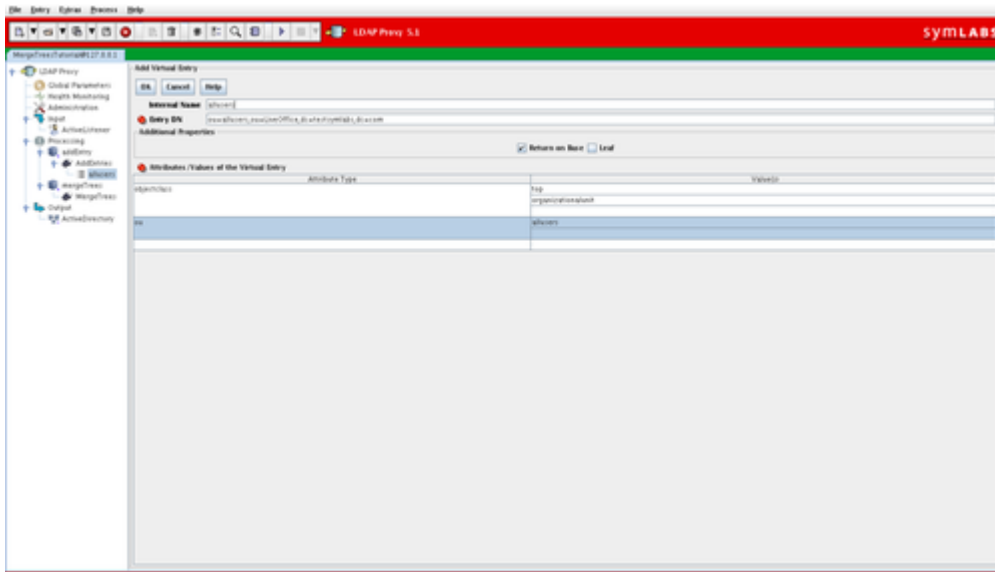 File Entry Extras Process Help
LDAP Proxy 5.1
symLABS
MergeTreesTutorial@127.0.0.1
LDAP Proxy
Global Parameters
Health Monitoring
Administration
Input
ActiveListener
Processing
addEntry
AddEntries
allusers
mergeTrees
MergeTrees
Output
ActiveDirectory
Add Virtual Entry
OK Cancel Help
Internal Name allusers
Entry DN
Additional Properties
Return on Base Leaf
Attributes/Values of the Virtual Entry
Attribute Type Value(s)
objectclass top
organizationalunit
ou allusers